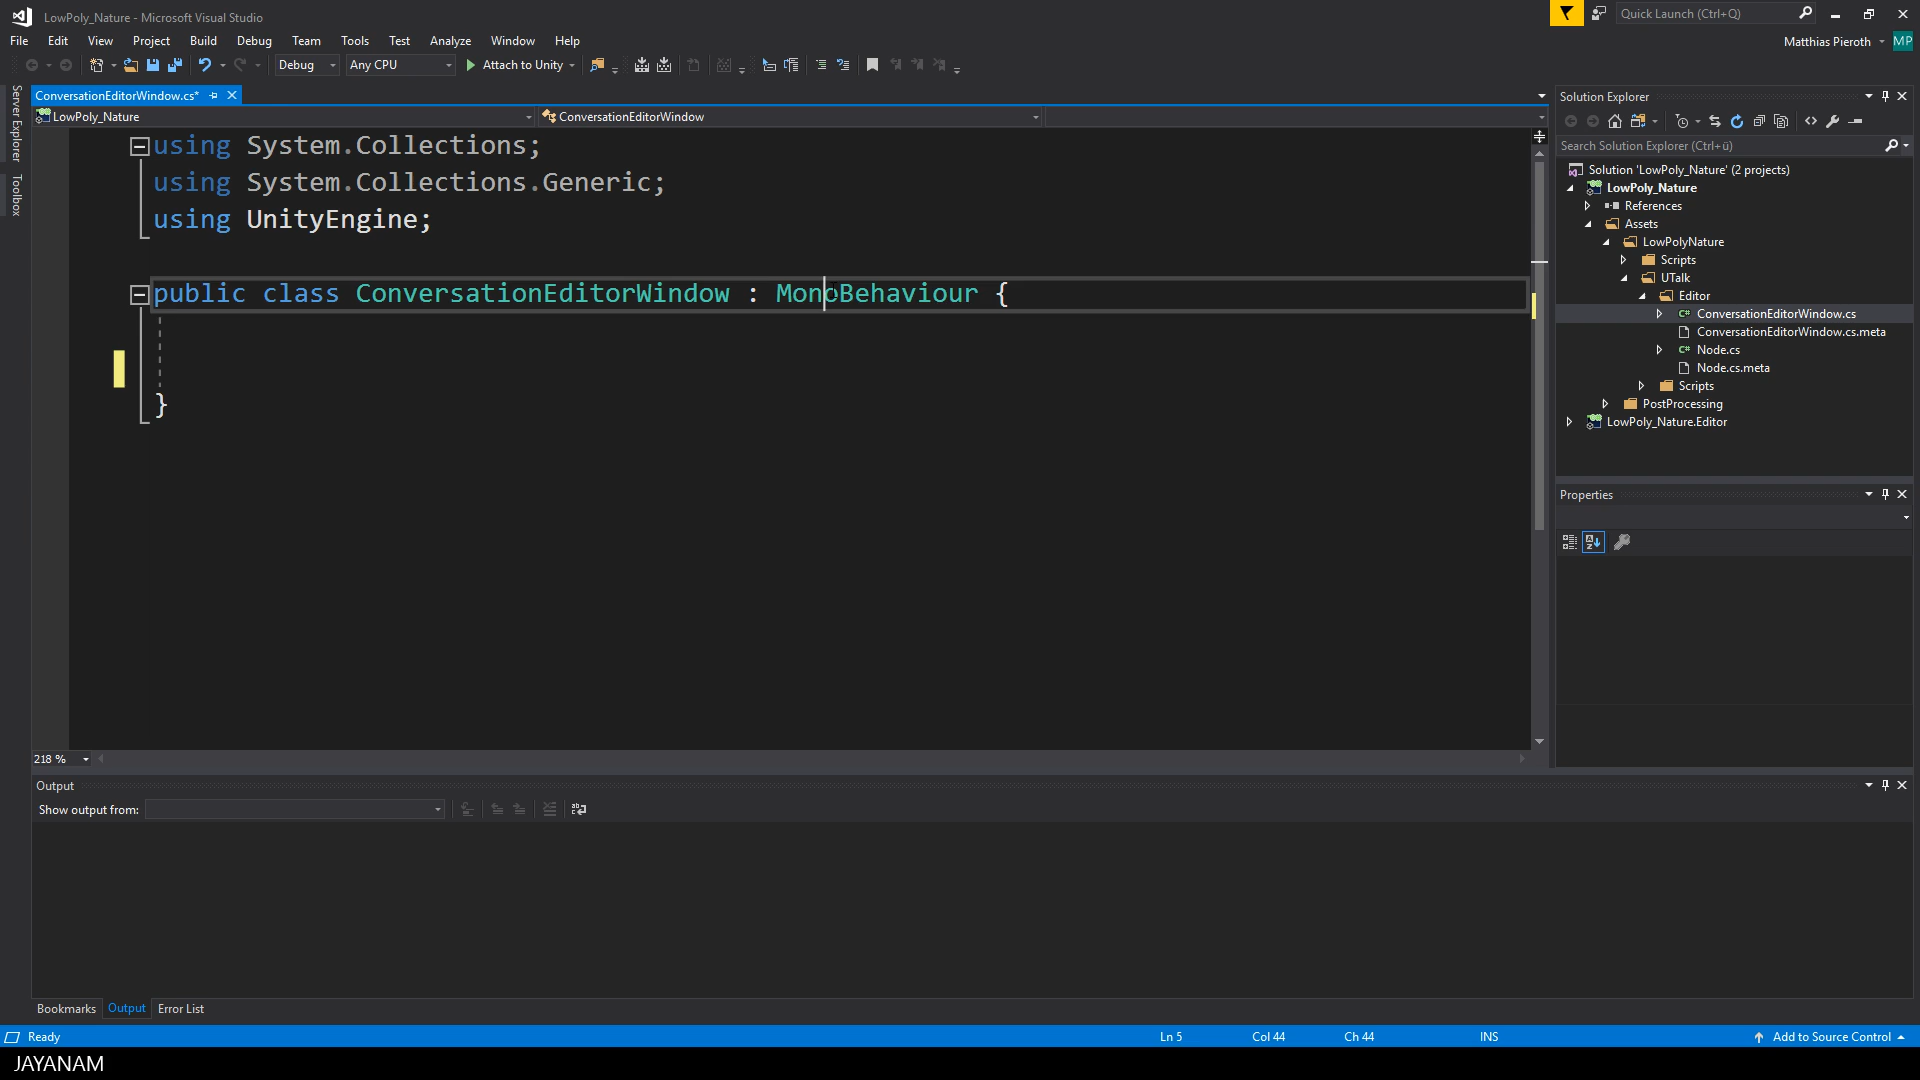 LowPoly_Nature - Microsoft Visual Studio
Quick Launch (Ctrl+Q)
File Edit View Project Build Debug Team Tools Test Analyze Window Help
Matthias Pieroth MP
Debug Any CPU Attach to Unity
Server Explorer
Toolbox
ConversationEditorWindow.cs*
LowPoly_Nature ConversationEditorWindow
using System.Collections;
using System.Collections.Generic;
using UnityEngine;
public class ConversationEditorWindow : MonoBehaviour {
}
218 %
Solution Explorer
Search Solution Explorer (Ctrl+ü)
Solution 'LowPoly_Nature' (2 projects)
LowPoly_Nature
References
Assets
LowPolyNature
Scripts
UTalk
Editor
ConversationEditorWindow.cs
ConversationEditorWindow.cs.meta
Node.cs
Node.cs.meta
Scripts
PostProcessing
LowPoly_Nature.Editor
Properties
Output
Show output from:
Bookmarks Output Error List
Ready Ln 5 Col 44 Ch 44 INS Add to Source Control
JAYANAM